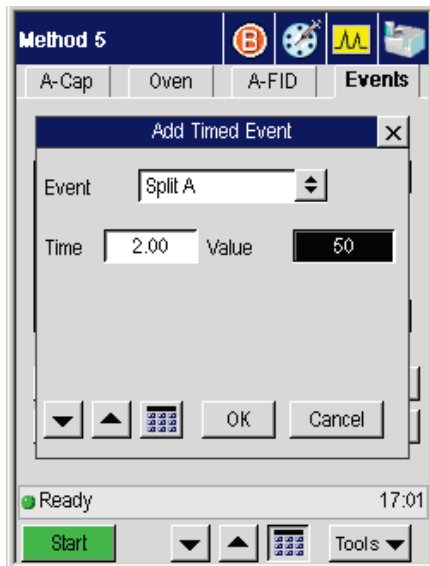 Method 5
B
A-Cap Oven A-FID Events
Add Timed Event X
Event Split A
Time 2.00 Value 50
OK Cancel
Ready 17:01
Start Tools